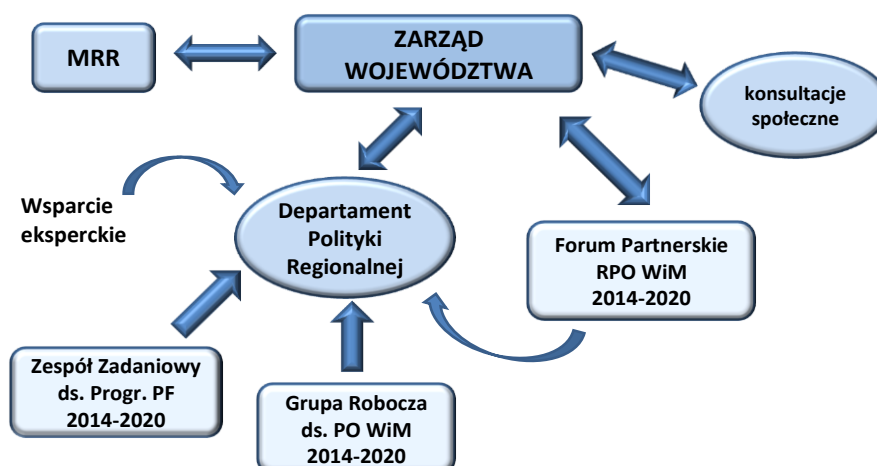 MRR
ZARZĄD
WOJEWÓDZTWA
konsultacje
społeczne
Wsparcie
eksperckie
Departament
Polityki
Regionalnej
Forum Partnerskie
RPO WiM
2014-2020
Zespół Zadaniowy
ds. Progr. PF
2014-2020
Grupa Robocza
ds. PO WiM
2014-2020